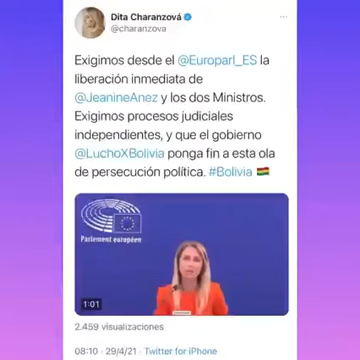 Dita Charanzová
@charanzova
Exigimos desde el @Europarl_ES la
liberación inmediata de
@JeanineAnez y los dos Ministros.
Exigimos procesos judiciales
independientes, y que el gobierno
@LuchoXBolivia ponga fin a esta ola
de persecución política. #Bolivia 🇧🇴
Parlement européen
1:01
2.459 visualizaciones
08:10 · 29/4/21 · Twitter for iPhone